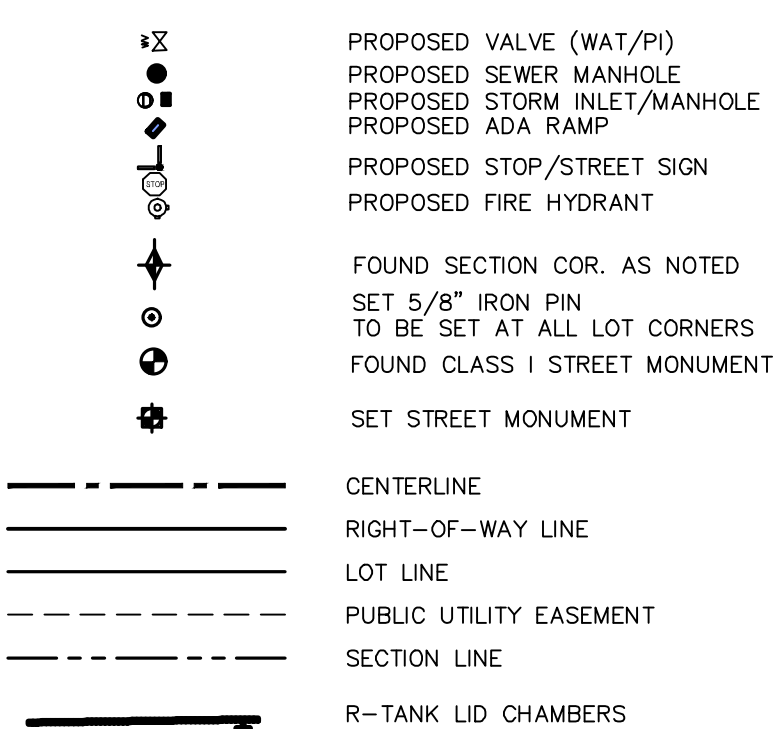 W PROPOSED VALVE (WAT/PI)
PROPOSED SEWER MANHOLE
PROPOSED STORM INLET/MANHOLE
PROPOSED ADA RAMP
PROPOSED STOP/STREET SIGN
STOP
PROPOSED FIRE HYDRANT
FOUND SECTION COR. AS NOTED
SET 5/8" IRON PIN
TO BE SET AT ALL LOT CORNERS
FOUND CLASS I STREET MONUMENT
SET STREET MONUMENT
CENTERLINE
RIGHT-OF-WAY LINE
LOT LINE
PUBLIC UTILITY EASEMENT
SECTION LINE
R-TANK LID CHAMBERS